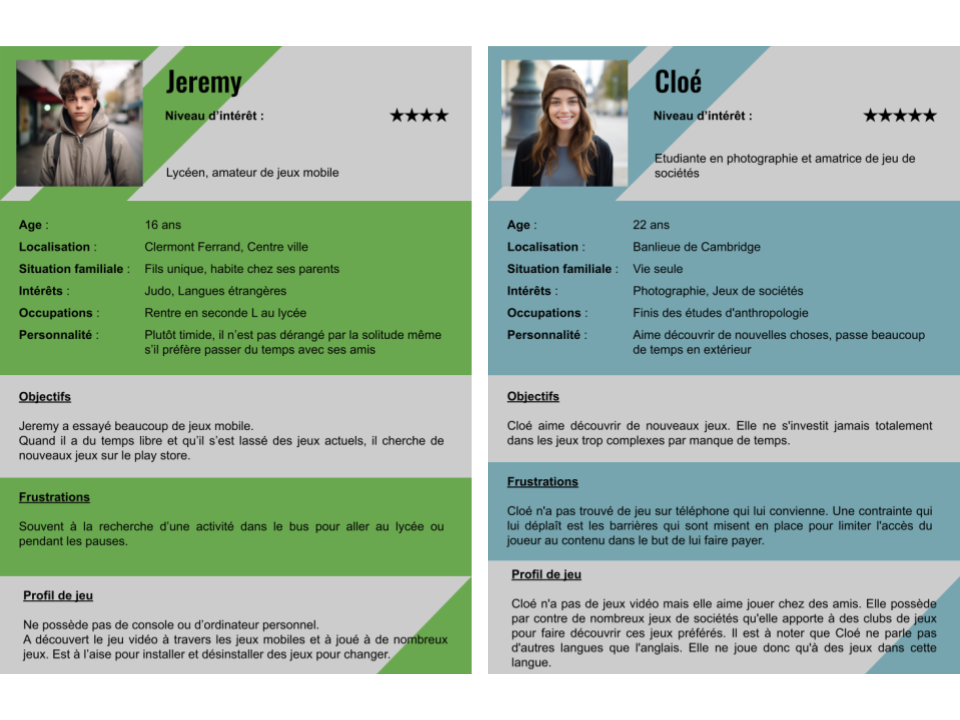 Jeremy
Niveau d'intérêt : ★★★★
Lycéen, amateur de jeux mobile
Age : 16 ans
Localisation : Clermont Ferrand, Centre ville
Situation familiale : Fils unique, habite chez ses parents
Intérêts : Judo, Langues étrangères
Occupations : Rentre en seconde L au lycée
Personnalité : Plutôt timide, il n'est pas dérangé par la solitude même
s'il préfère passer du temps avec ses amis
Objectifs
Jeremy a essayé beaucoup de jeux mobile.
Quand il a du temps libre et qu'il s'est lassé des jeux actuels, il cherche de
nouveaux jeux sur le play store.
Frustrations
Souvent à la recherche d'une activité dans le bus pour aller au lycée ou
pendant les pauses.
Profil de jeu
Ne possède pas de console ou d'ordinateur personnel.
A découvert le jeu vidéo à travers les jeux mobiles et à joué à de nombreux
jeux. Est à l'aise pour installer et désinstaller des jeux pour changer.
Cloé
Niveau d'intérêt : ★★★★★
Etudiante en photographie et amatrice de jeu de
sociétés
Age : 22 ans
Localisation : Banlieue de Cambridge
Situation familiale : Vie seule
Intérêts : Photographie, Jeux de sociétés
Occupations : Finis des études d'anthropologie
Personnalité : Aime découvrir de nouvelles choses, passe beaucoup
de temps en extérieur
Objectifs
Cloé aime découvrir de nouveaux jeux. Elle ne s'investit jamais totalement
dans les jeux trop complexes par manque de temps.
Frustrations
Cloé n'a pas trouvé de jeu sur téléphone qui lui convienne. Une contrainte qui
lui déplaît est les barrières qui sont misent en place pour limiter l'accès du
joueur au contenu dans le but de lui faire payer.
Profil de jeu
Cloé n'a pas de jeux vidéo mais elle aime jouer chez des amis. Elle possède
par contre de nombreux jeux de sociétés qu'elle apporte à des clubs de jeux
pour faire découvrir ces jeux préférés. Il est à noter que Cloé ne parle pas
d'autres langues que l'anglais. Elle ne joue donc qu'à des jeux dans cette
langue.